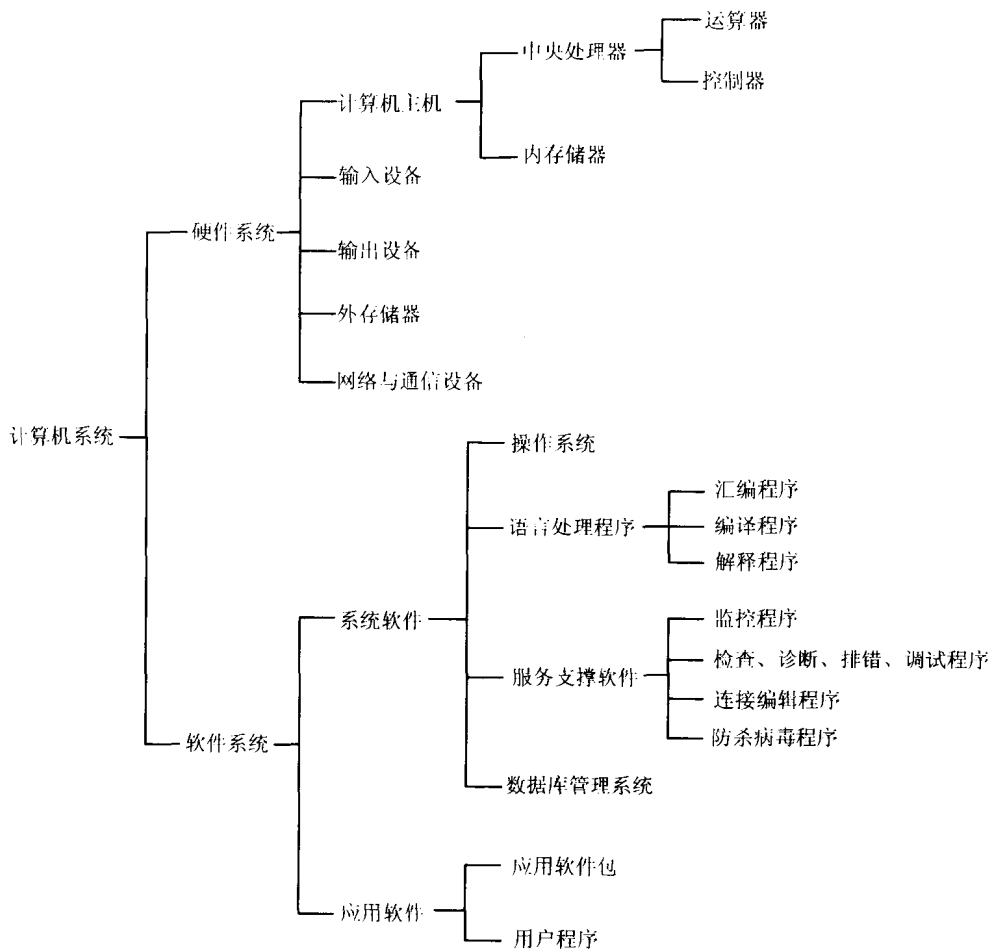 运算器
中央处理器
控制器
计算机主机
内存储器
输入设备
硬件系统
输出设备
外存储器
网络与通信设备
计算机系统
操作系统
汇编程序
语言处理程序
编译程序
解释程序
系统软件
监控程序
检查、诊断、排错、调试程序
服务支撑软件
连接编辑程序
防杀病毒程序
软件系统
数据库管理系统
应用软件包
应用软件
用户程序